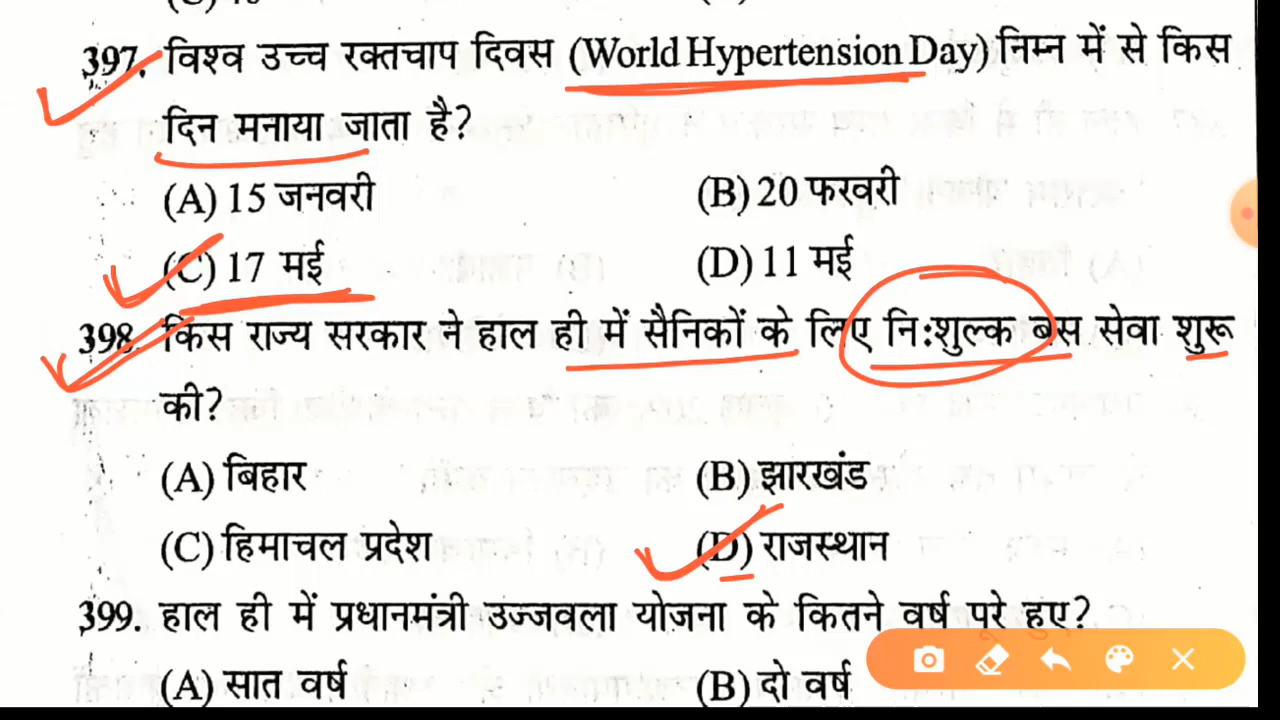 397. विश्व उच्च रक्तचाप दिवस (World Hypertension Day) निम्न में से किस
दिन मनाया जाता है?
(A) 15 जनवरी (B) 20 फरवरी
(C) 17 मई (D) 11 मई
398. किस राज्य सरकार ने हाल ही में सैनिकों के लिए नि:शुल्क बस सेवा शुरू
की?
(A) बिहार (B) झारखंड
(C) हिमाचल प्रदेश (D) राजस्थान
399. हाल ही में प्रधानमंत्री उज्जवला योजना के कितने वर्ष पूरे हुए?
(A) सात वर्ष (B) दो वर्ष